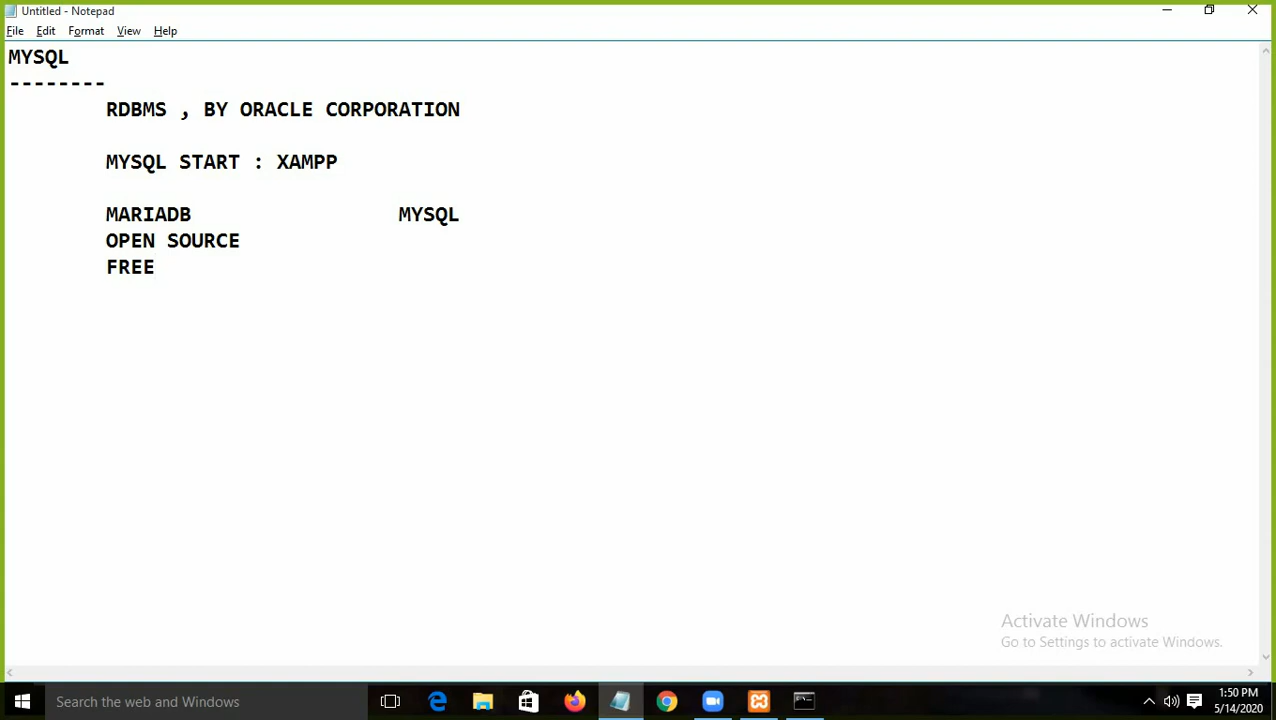 Untitled - Notepad
File Edit Format View Help
MYSQL
--------
RDBMS , BY ORACLE CORPORATION
MYSQL START : XAMPP
MARIADB MYSQL
OPEN SOURCE
FREE
Activate Windows
Go to Settings to activate Windows.
Search the web and Windows
1:50 PM
5/14/2020